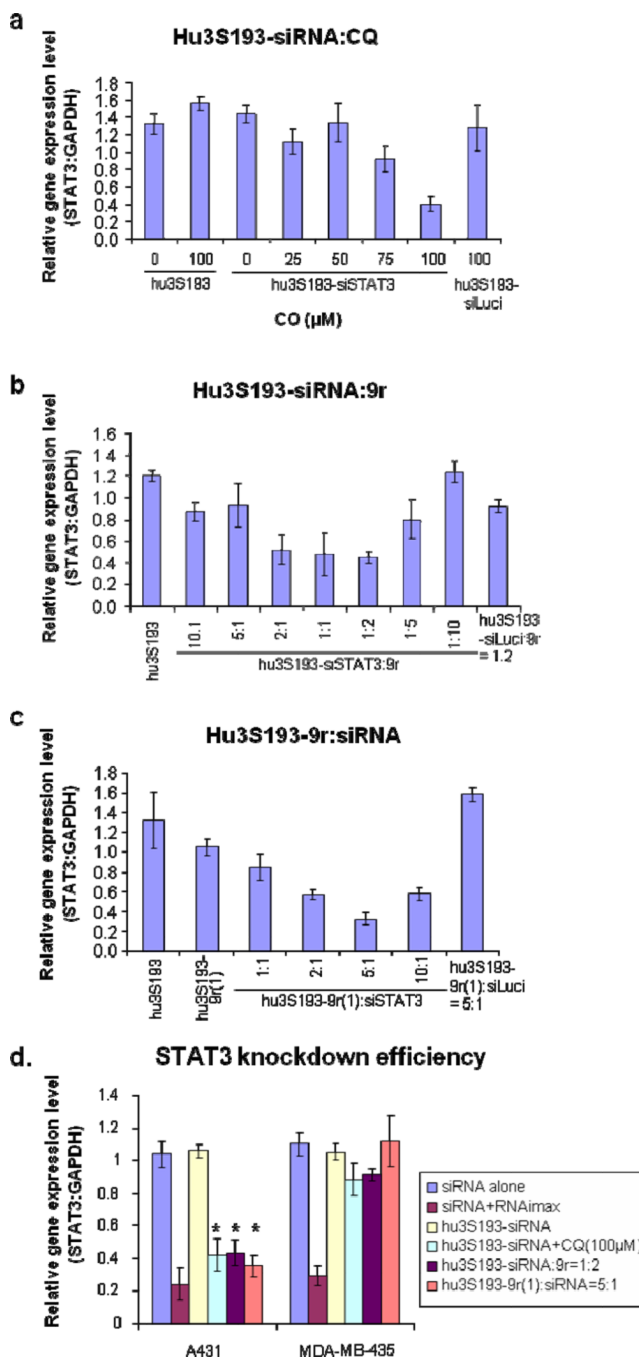 a
Hu3S193-siRNA:CQ
Relative gene expression level
(STAT3:GAPDH)
1.8
1.6
1.4
1.2
1.0
0.8
0.6
0.4
0.2
0.0
0 100 0 25 50 75 100 100
hu3S193 hu3S193-siSTAT3 hu3S193-
siLuci
CO (µM)
b
Hu3S193-siRNA:9r
Relative gene expression level
(STAT3:GAPDH)
1.6
1.4
1.2
1.0
0.8
0.6
0.4
0.2
0.0
hu3S193 10.1 5:1 2:1 1:1 1:2 1:5 1:10 hu3S193
-siLuci:9r
= 1.2
hu3S193-siSTAT3:9r
c
Hu3S193-9r:siRNA
Relative gene expression level
(STAT3:GAPDH)
1.8
1.6
1.4
1.2
1.0
0.8
0.6
0.4
0.2
0.0
hu3S193 hu3S193-
9r(1) 1:1 2:1 5:1 10:1 hu3S193-
9r(1):siLuci
= 5:1
hu3S193-9r(1):siSTAT3
d.
STAT3 knockdown efficiency
Relative gene expression level
(STAT3:GAPDH)
1.4
1.2
1
0.8
0.6
0.4
0.2
0
* * *
A431 MDA-MB-435
siRNA alone
siRNA+RNAimax
hu3S193-siRNA
hu3S193-siRNA+CQ(100µM)
hu3S193-siRNA:9r=1:2
hu3S193-9r(1):siRNA=5:1